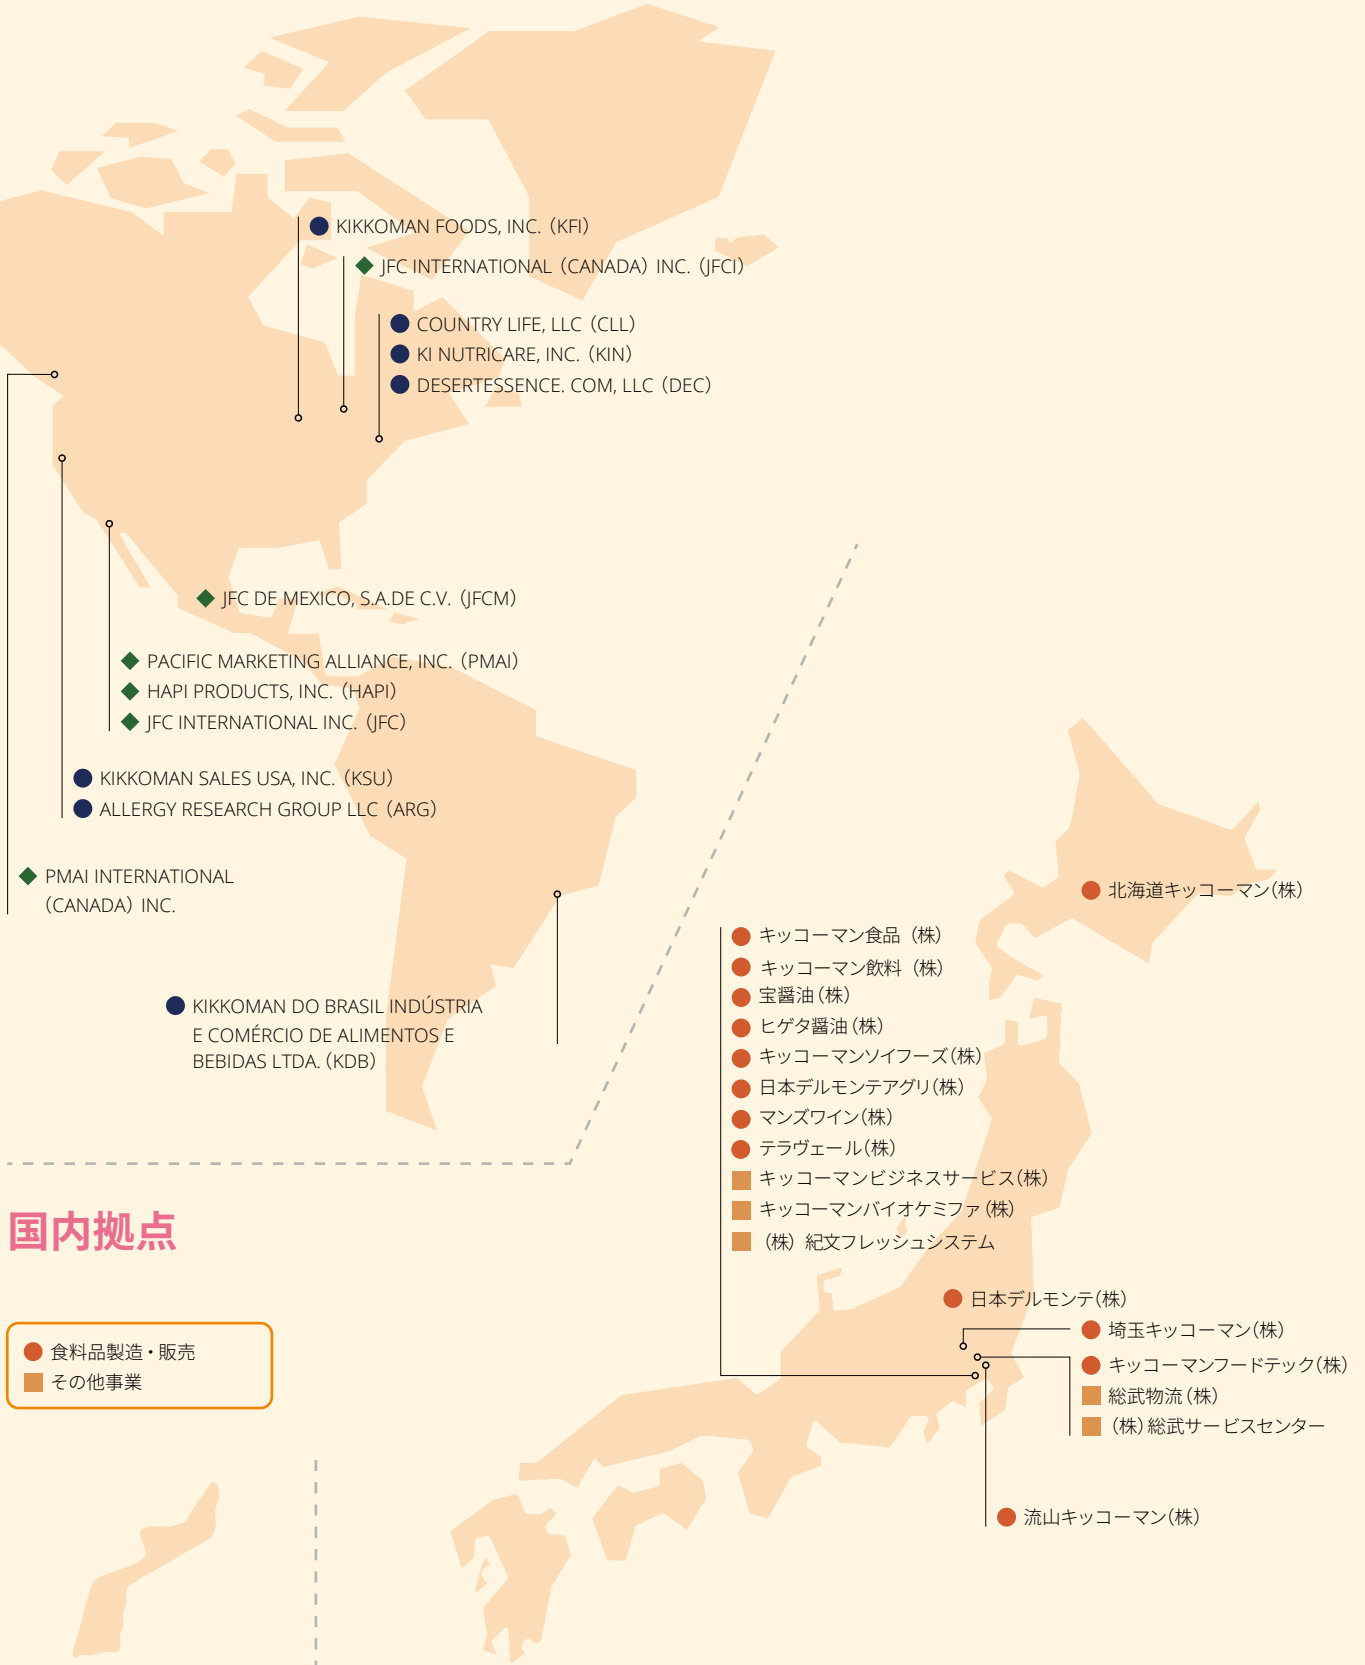 KIKKOMAN FOODS, INC.（KFI）
JFC INTERNATIONAL（CANADA）INC.（JFCI）
COUNTRY LIFE, LLC（CLL）
KI NUTRICARE, INC.（KIN）
DESERTESSENCE. COM, LLC（DEC）
JFC DE MEXICO, S.A.DE C.V.（JFCM）
PACIFIC MARKETING ALLIANCE, INC.（PMAI）
HAPI PRODUCTS, INC.（HAPI）
JFC INTERNATIONAL INC.（JFC）
KIKKOMAN SALES USA, INC.（KSU）
ALLERGY RESEARCH GROUP LLC（ARG）
PMAI INTERNATIONAL
（CANADA）INC.
KIKKOMAN DO BRASIL INDÚSTRIA
E COMÉRCIO DE ALIMENTOS E
BEBIDAS LTDA.（KDB）
国内拠点
食料品製造・販売
その他事業
北海道キッコーマン（株）
キッコーマン食品（株）
キッコーマン飲料（株）
宝醤油（株）
ヒゲタ醤油（株）
キッコーマンソイフーズ（株）
日本デルモンテアグリ（株）
マンズワイン（株）
テラヴェール（株）
キッコーマンビジネスサービス（株）
キッコーマンバイオケミファ（株）
（株）紀文フレッシュシステム
日本デルモンテ（株）
埼玉キッコーマン（株）
キッコーマンフードテック（株）
総武物流（株）
（株）総武サービスセンター
流山キッコーマン（株）